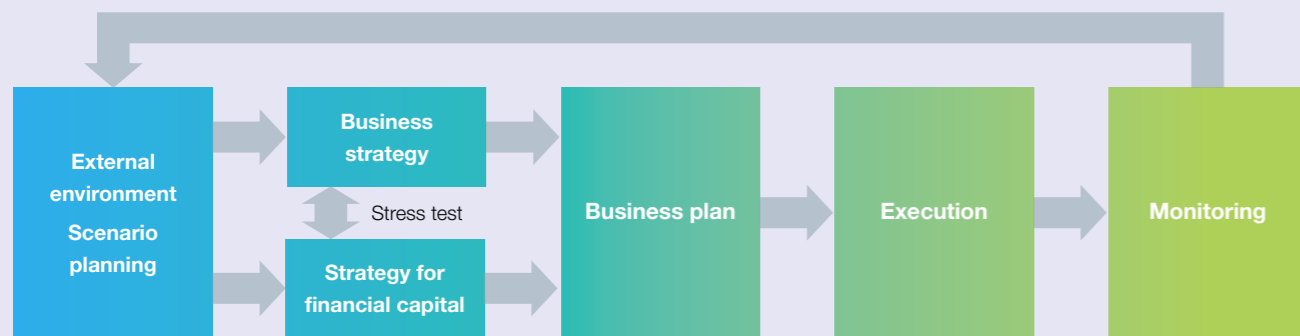 External
environment
Scenario
planning
Business
strategy
Stress test
Strategy for
financial capital
Business plan
Execution
Monitoring